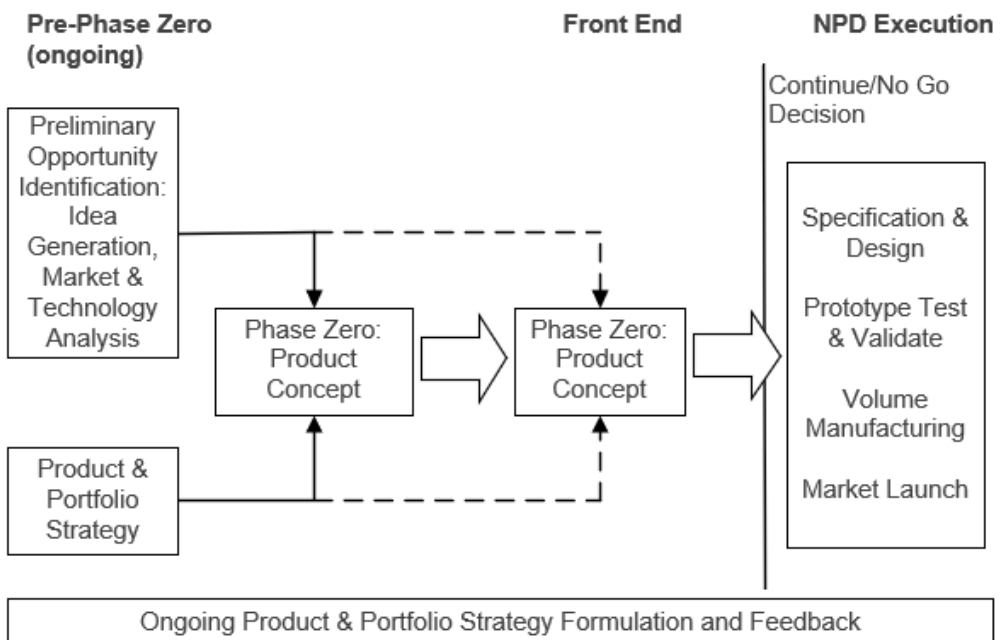 Pre-Phase Zero
(ongoing)
Front End
NPD Execution
Continue/No Go
Decision
Preliminary
Opportunity
Identification:
Idea
Generation,
Market &
Technology
Analysis
Phase Zero:
Product
Concept
Phase Zero:
Product
Concept
Product &
Portfolio
Strategy
Specification &
Design
Prototype Test
& Validate
Volume
Manufacturing
Market Launch
Ongoing Product & Portfolio Strategy Formulation and Feedback